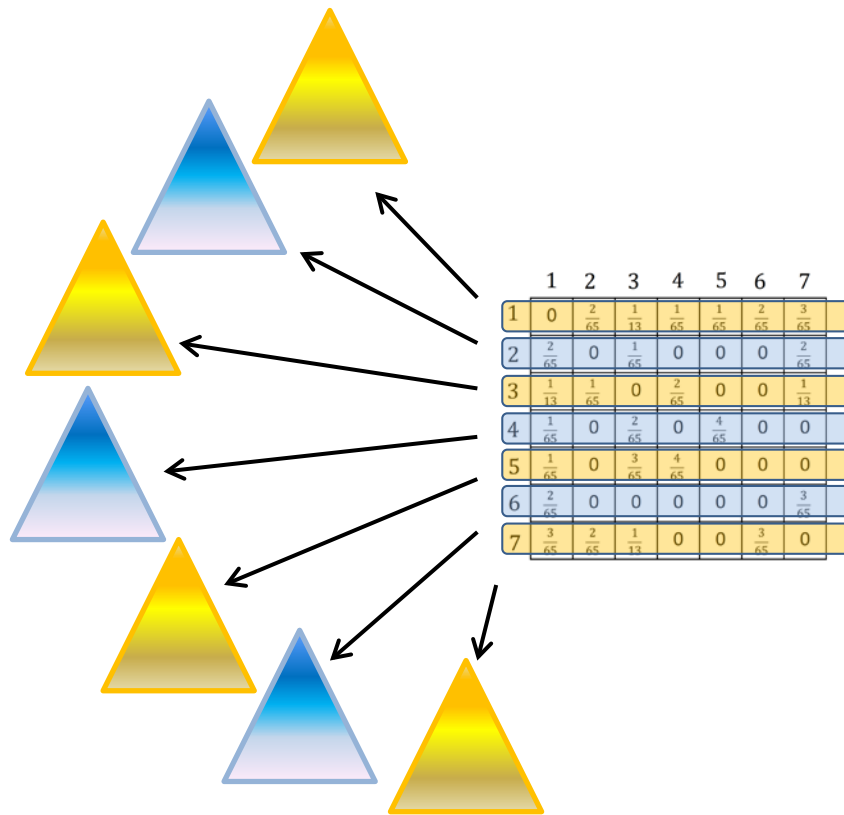 1 2 3 4 5 6 7
1 0 2/65 1/13 1/65 1/65 2/65 3/65
2 2/65 0 1/65 0 0 0 2/65
3 1/13 1/65 0 2/65 0 0 1/13
4 1/65 0 2/65 0 4/65 0 0
5 1/65 0 3/65 4/65 0 0 0
6 2/65 0 0 0 0 0 3/65
7 3/65 2/65 1/13 0 0 3/65 0